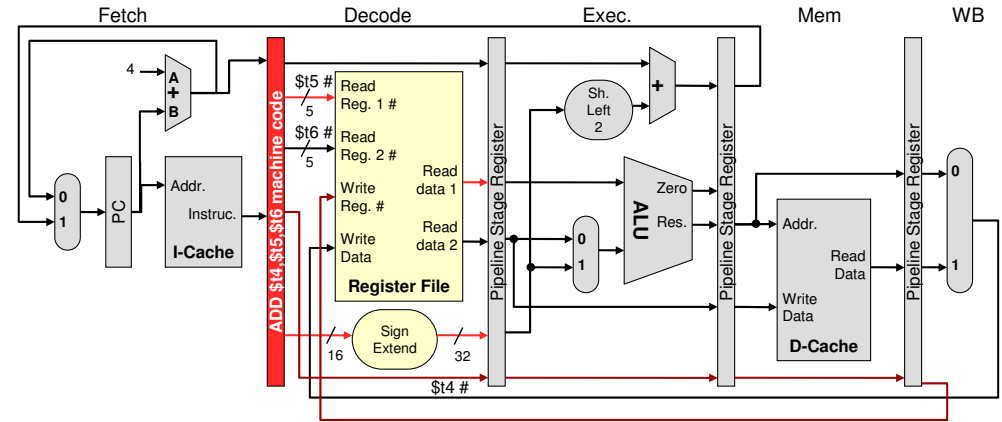 Fetch
Decode
Exec.
Mem
WB
4
A
+
B
0
1
PC
Addr.
Instruc.
I-Cache
ADD $t4,$t5,$t6 machine code
$t5 #
5
$t6 #
5
Read
Reg. 1 #
Read
Reg. 2 #
Write
Reg. #
Write
Data
Read
data 1
Read
data 2
Register File
16
Sign
Extend
32
$t4 #
Pipeline Stage Register
Sh.
Left
2
+
0
1
ALU
Zero
Res.
Pipeline Stage Register
Addr.
Read
Data
Write
Data
D-Cache
Pipeline Stage Register
0
1